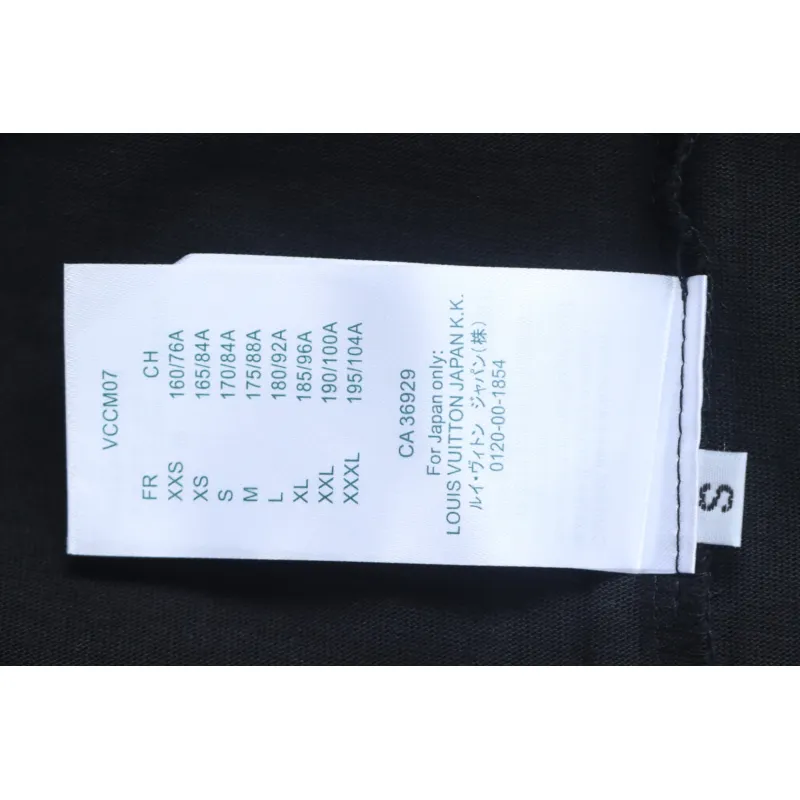 VCCM07
FR CH
XXS 160/76A
XS 165/84A
S 170/84A
M 175/88A
L 180/92A
XL 185/96A
XXL 190/100A
XXXL 195/104A
CA 36929
For Japan only:
LOUIS VUITTON JAPAN K.K.
ルイ・ヴィトン ジャパン(株)
0120-00-1854
S